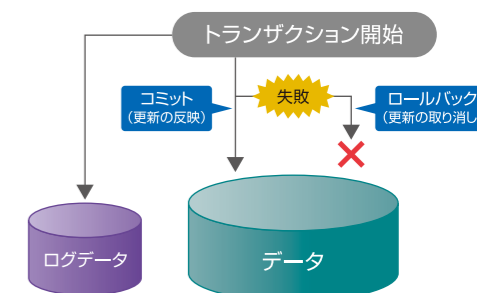 トランザクション開始
コミット
(更新の反映)
失敗
ロールバック
(更新の取り消し
ログデータ
データ